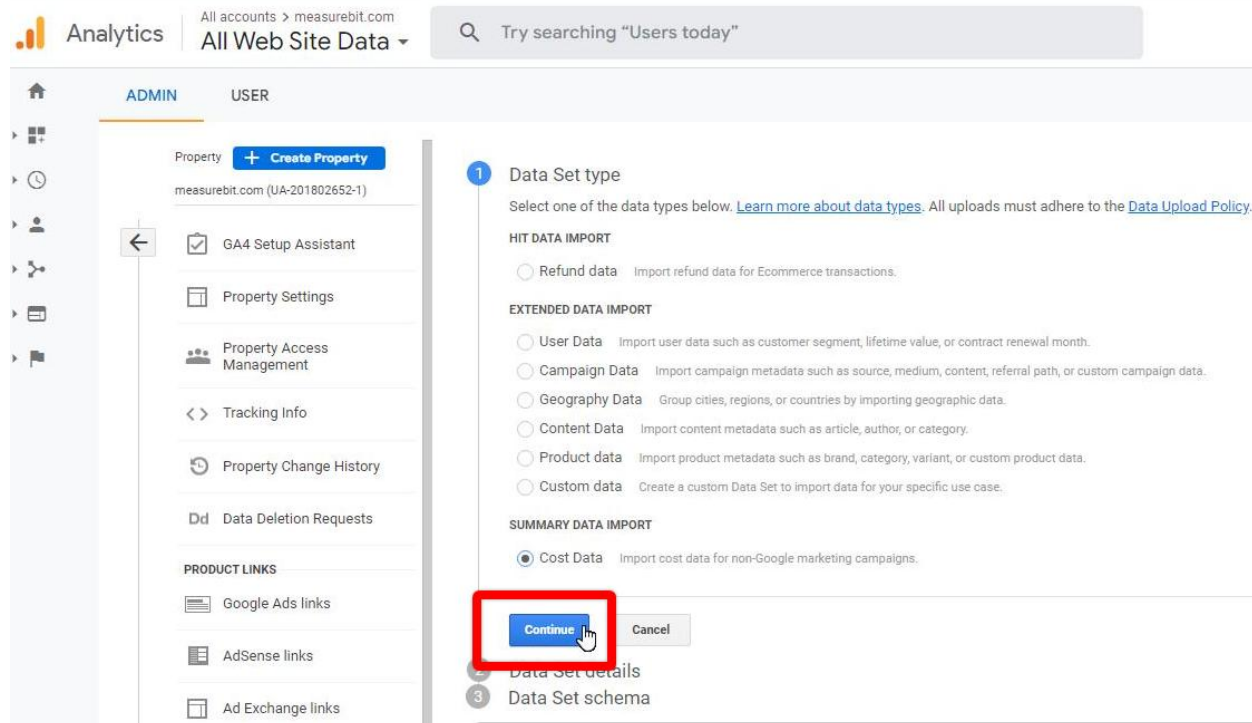 Analytics
All accounts > measurebit.com
All Web Site Data
Try searching “Users today”
ADMIN
USER
Property
+ Create Property
measurebit.com (UA-201802652-1)
GA4 Setup Assistant
Property Settings
Property Access
Management
Tracking Info
Property Change History
Dd Data Deletion Requests
PRODUCT LINKS
Google Ads links
AdSense links
Ad Exchange links
1 Data Set type
Select one of the data types below. Learn more about data types. All uploads must adhere to the Data Upload Policy.
HIT DATA IMPORT
Refund data Import refund data for Ecommerce transactions.
EXTENDED DATA IMPORT
User Data Import user data such as customer segment, lifetime value, or contract renewal month.
Campaign Data Import campaign metadata such as source, medium, content, referral path, or custom campaign data.
Geography Data Group cities, regions, or countries by importing geographic data.
Content Data Import content metadata such as article, author, or category.
Product data Import product metadata such as brand, category, variant, or custom product data.
Custom data Create a custom Data Set to import data for your specific use case.
SUMMARY DATA IMPORT
Cost Data Import cost data for non-Google marketing campaigns.
Continue
Cancel
2 Data Set details
3 Data Set schema